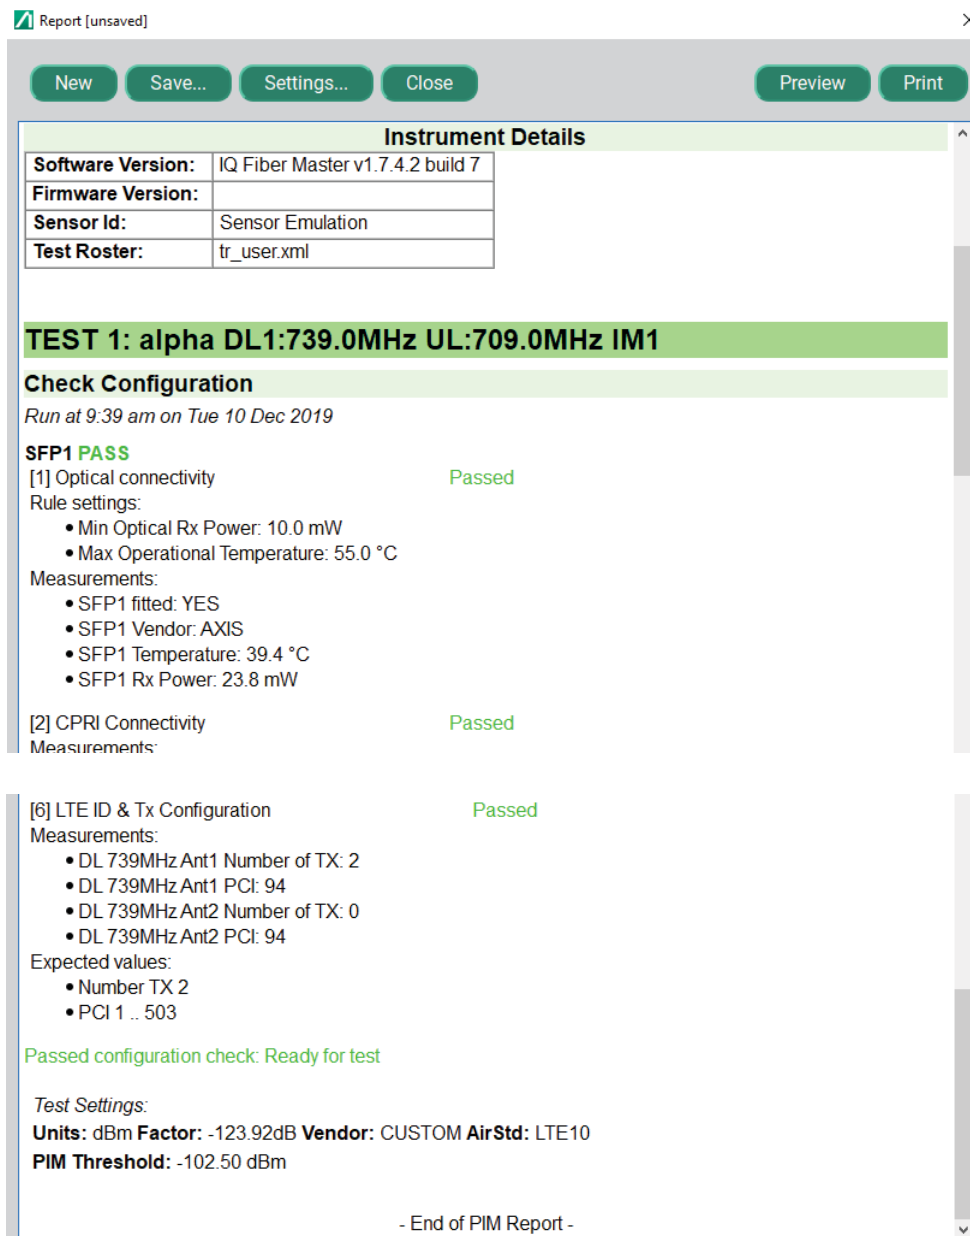 Report [unsaved]
New Save... Settings... Close Preview Print
Instrument Details
Software Version: IQ Fiber Master v1.7.4.2 build 7
Firmware Version:
Sensor Id: Sensor Emulation
Test Roster: tr_user.xml
TEST 1: alpha DL1:739.0MHz UL:709.0MHz IM1
Check Configuration
Run at 9:39 am on Tue 10 Dec 2019
SFP1 PASS
[1] Optical connectivity Passed
Rule settings:
• Min Optical Rx Power: 10.0 mW
• Max Operational Temperature: 55.0 °C
Measurements:
• SFP1 fitted: YES
• SFP1 Vendor: AXIS
• SFP1 Temperature: 39.4 °C
• SFP1 Rx Power: 23.8 mW
[2] CPRI Connectivity Passed
Measurements:
[6] LTE ID & Tx Configuration Passed
Measurements:
• DL 739MHz Ant1 Number of TX: 2
• DL 739MHz Ant1 PCI: 94
• DL 739MHz Ant2 Number of TX: 0
• DL 739MHz Ant2 PCI: 94
Expected values:
• Number TX 2
• PCI 1 .. 503
Passed configuration check: Ready for test
Test Settings:
Units: dBm Factor: -123.92dB Vendor: CUSTOM AirStd: LTE10
PIM Threshold: -102.50 dBm
- End of PIM Report -